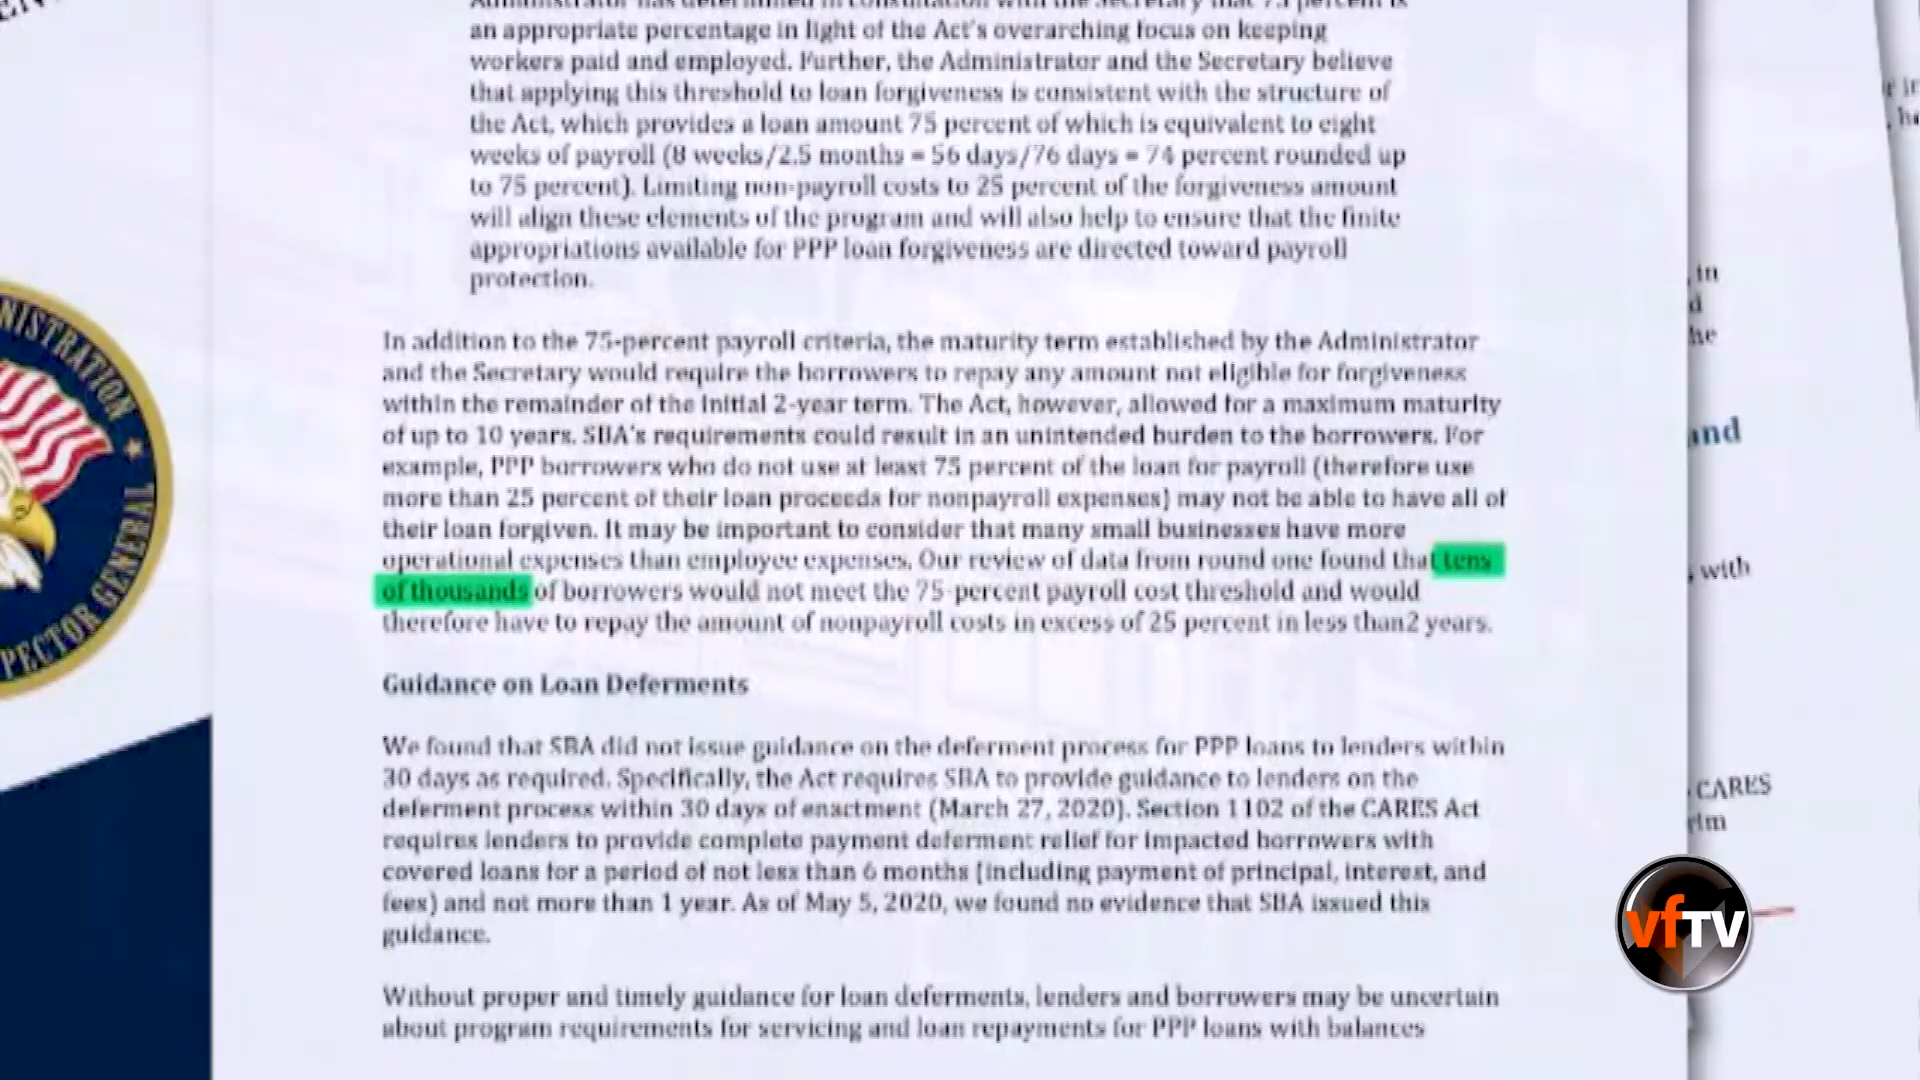 Administrator has determined in consultation with the Secretary that 75 percent is
an appropriate percentage in light of the Act's overarching focus on keeping
workers paid and employed. Further, the Administrator and the Secretary believe
that applying this threshold to loan forgiveness is consistent with the structure of
the Act, which provides a loan amount 75 percent of which is equivalent to eight
weeks of payroll (8 weeks/2.5 months = 56 days/76 days = 74 percent rounded up
to 75 percent). Limiting non-payroll costs to 25 percent of the forgiveness amount
will align these elements of the program and will also help to ensure that the finite
appropriations available for PPP loan forgiveness are directed toward payroll
protection.
In addition to the 75-percent payroll criteria, the maturity term established by the Administrator
and the Secretary would require the borrowers to repay any amount not eligible for forgiveness
within the remainder of the initial 2-year term. The Act, however, allowed for a maximum maturity
of up to 10 years. SBA's requirements could result in an unintended burden to the borrowers. For
example, PPP borrowers who do not use at least 75 percent of the loan for payroll (therefore use
more than 25 percent of their loan proceeds for nonpayroll expenses) may not be able to have all of
their loan forgiven. It may be important to consider that many small businesses have more
operational expenses than employee expenses. Our review of data from round one found that tens
of thousands of borrowers would not meet the 75-percent payroll cost threshold and would
therefore have to repay the amount of nonpayroll costs in excess of 25 percent in less than2 years.
Guidance on Loan Deferments
We found that SBA did not issue guidance on the deferment process for PPP loans to lenders within
30 days as required. Specifically, the Act requires SBA to provide guidance to lenders on the
deferment process within 30 days of enactment (March 27, 2020). Section 1102 of the CARES Act
requires lenders to provide complete payment deferment relief for impacted borrowers with
covered loans for a period of not less than 6 months (including payment of principal, interest, and
fees) and not more than 1 year. As of May 5, 2020, we found no evidence that SBA issued this
guidance.
Without proper and timely guidance for loan deferments, lenders and borrowers may be uncertain
about program requirements for servicing and loan repayments for PPP loans with balances
NISTRATION
PECTOR GENERAL
in
and
with
CARES
vfTV